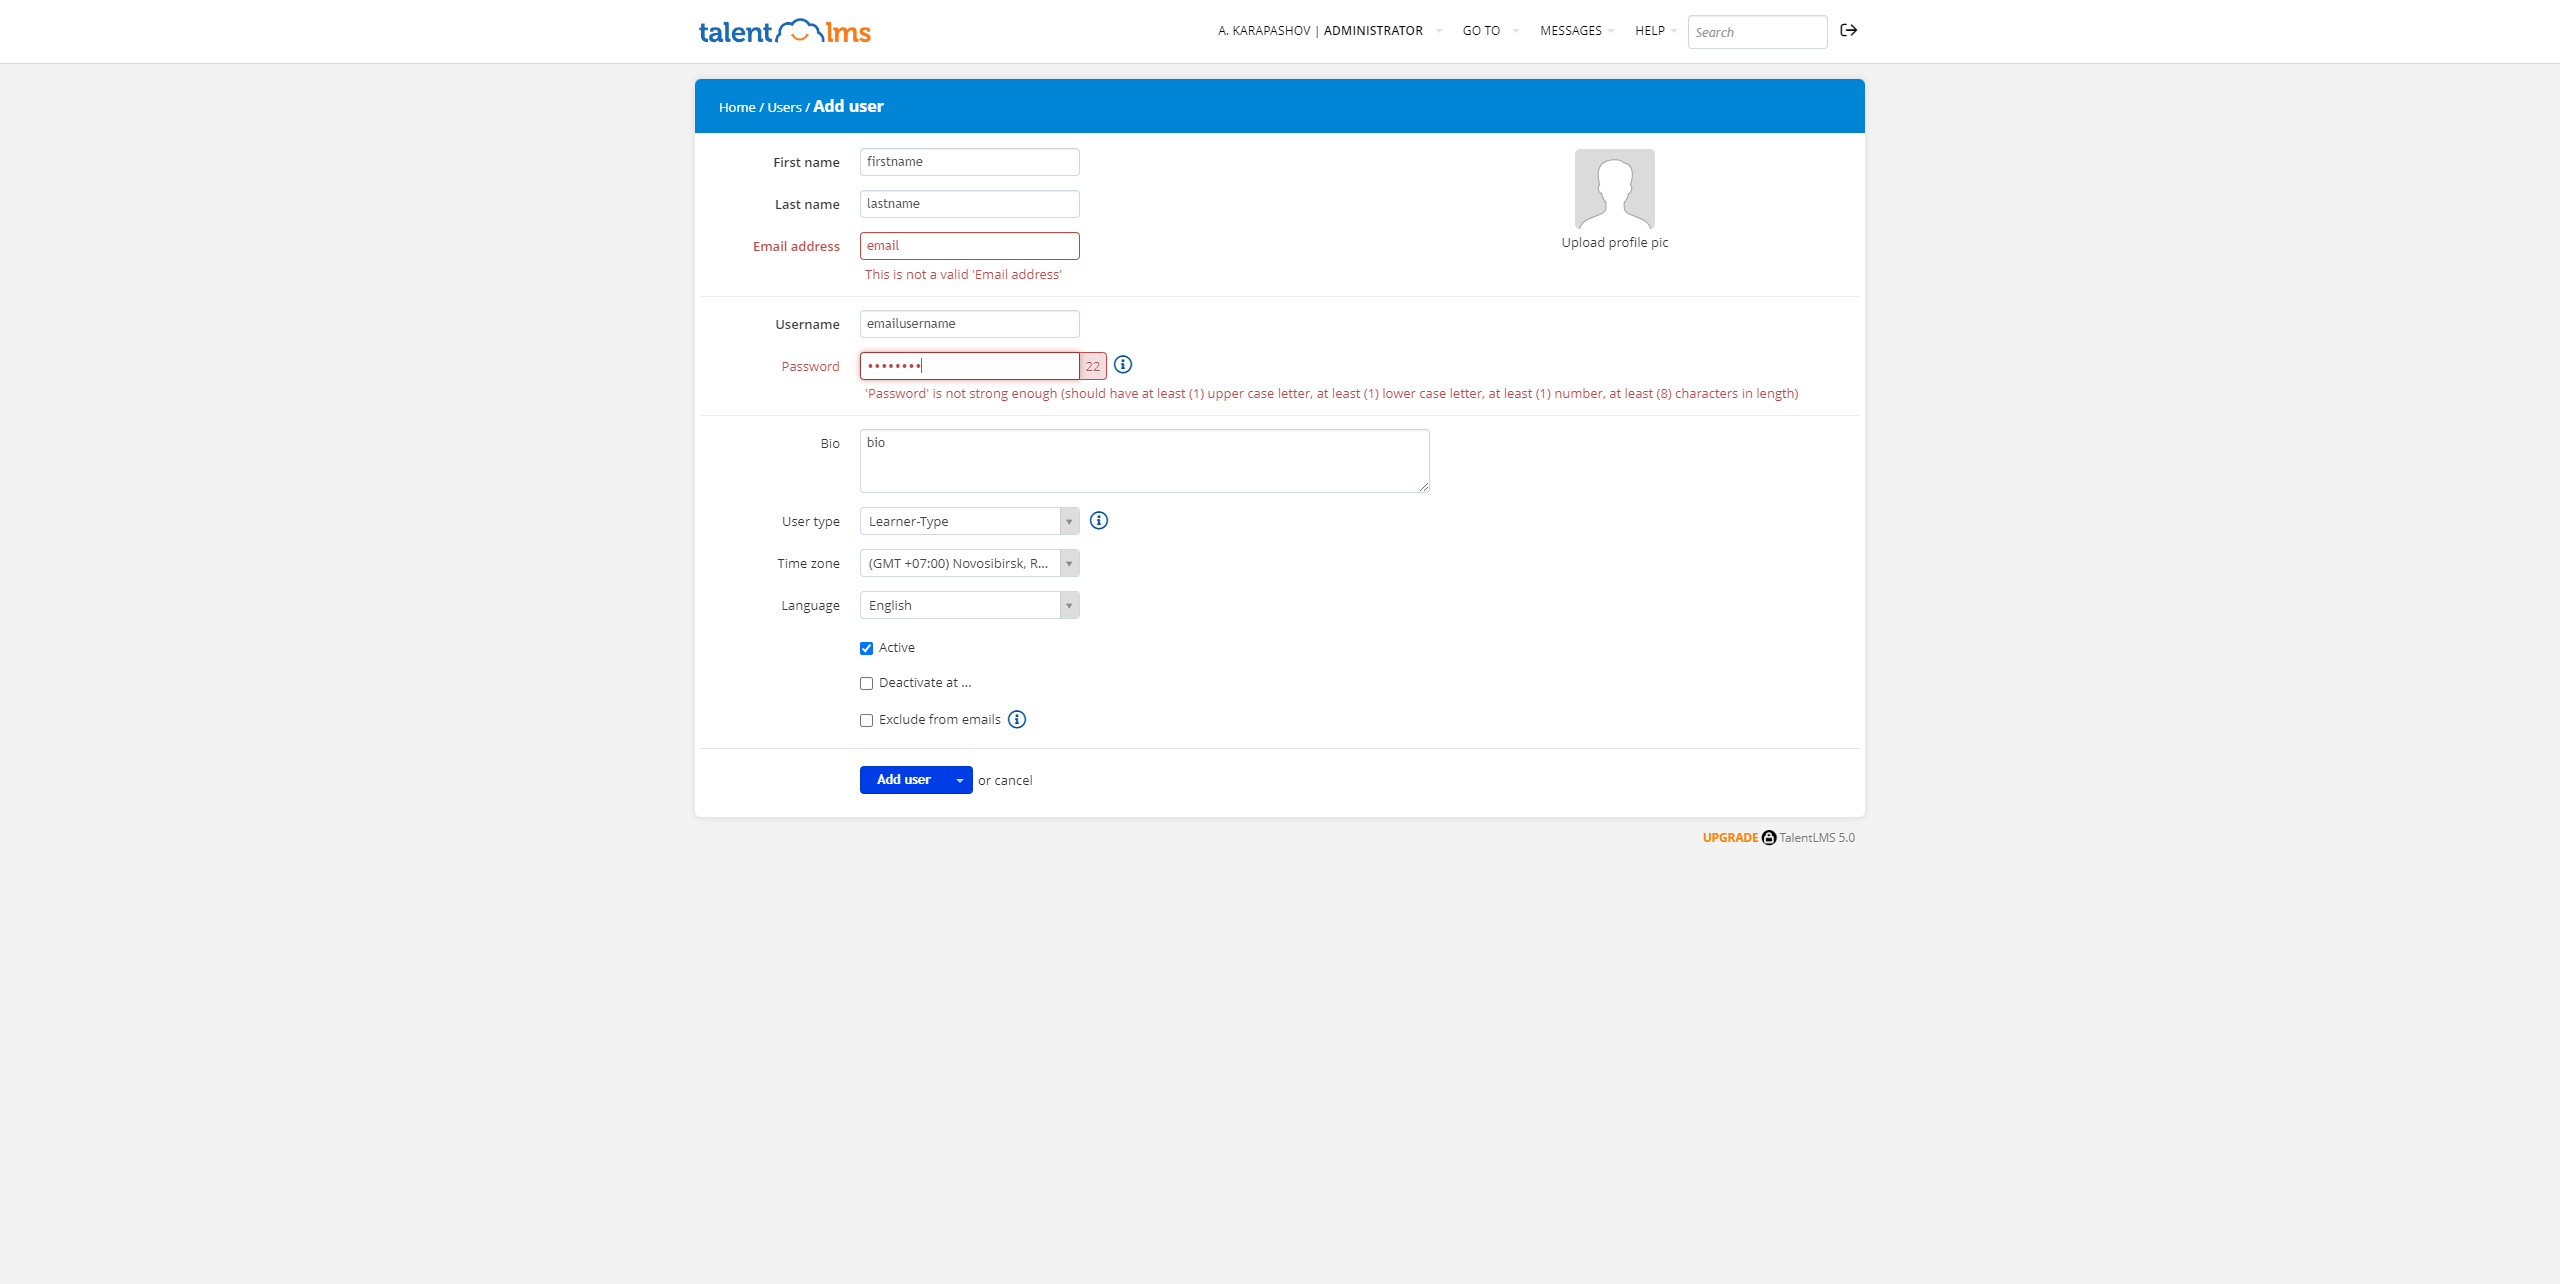 talentlms
A. KARAPASHOV | ADMINISTRATOR GO TO MESSAGES HELP Search
Home / Users / Add user
First name firstname
Last name lastname
Upload profile pic
Email address email
This is not a valid 'Email address'
Username emailusername
Password •••••••• 22
'Password' is not strong enough (should have at least (1) upper case letter, at least (1) lower case letter, at least (1) number, at least (8) characters in length)
Bio bio
User type Learner-Type
Time zone (GMT +07:00) Novosibirsk, R...
Language English
Active
Deactivate at ...
Exclude from emails
Add user or cancel
UPGRADE TalentLMS 5.0